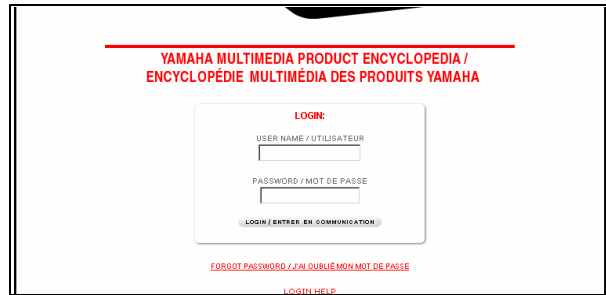 YAMAHA MULTIMEDIA PRODUCT ENCYCLOPEDIA /
ENCYCLOPÉDIE MULTIMÉDIA DES PRODUITS YAMAHA
LOGIN:
USER NAME / UTILISATEUR
PASSWORD / MOT DE PASSE
LOGIN / ENTRER EN COMMUNICATION
FORGOT PASSWORD / J'AI OUBLIÉ MON MOT DE PASSE
LOGIN HELP